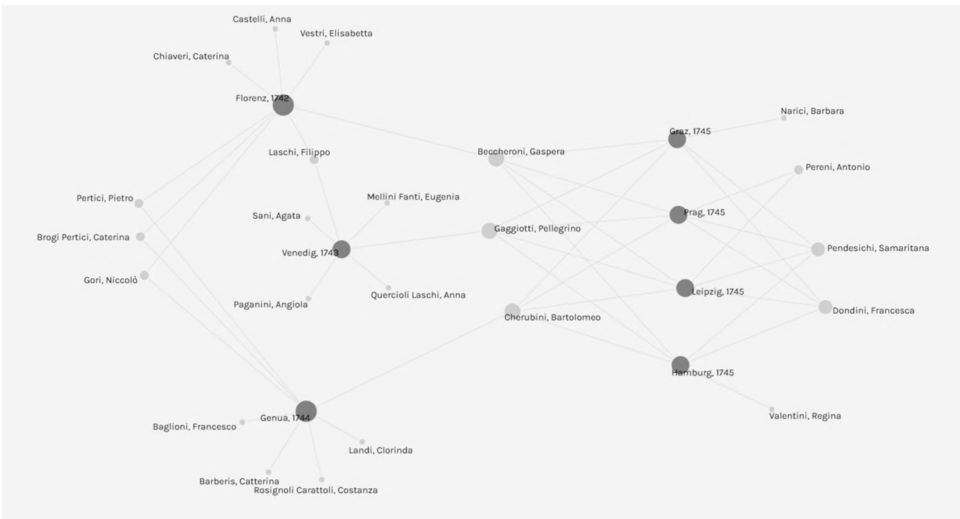 Castelli, Anna
Vestri, Elisabetta
Chiaveri, Caterina
Florenz, 1742
Narici, Barbara
Graz, 1745
Laschi, Filippo
Beccheroni, Gaspera
Pereni, Antonio
Pertici, Pietro
Mellini Fanti, Eugenia
Sani, Agata
Prag, 1745
Brogi Pertici, Caterina
Gaggiotti, Pellegrino
Venedig, 1743
Pendesichi, Samaritana
Gori, Niccolò
Paganini, Angiola
Quercioli Laschi, Anna
Leipzig, 1745
Cherubini, Bartolomeo
Dondini, Francesca
Hamburg, 1745
Genua, 1744
Valentini, Regina
Baglioni, Francesco
Landi, Clorinda
Barberis, Catterina
Rosignoli Carattoli, Costanza